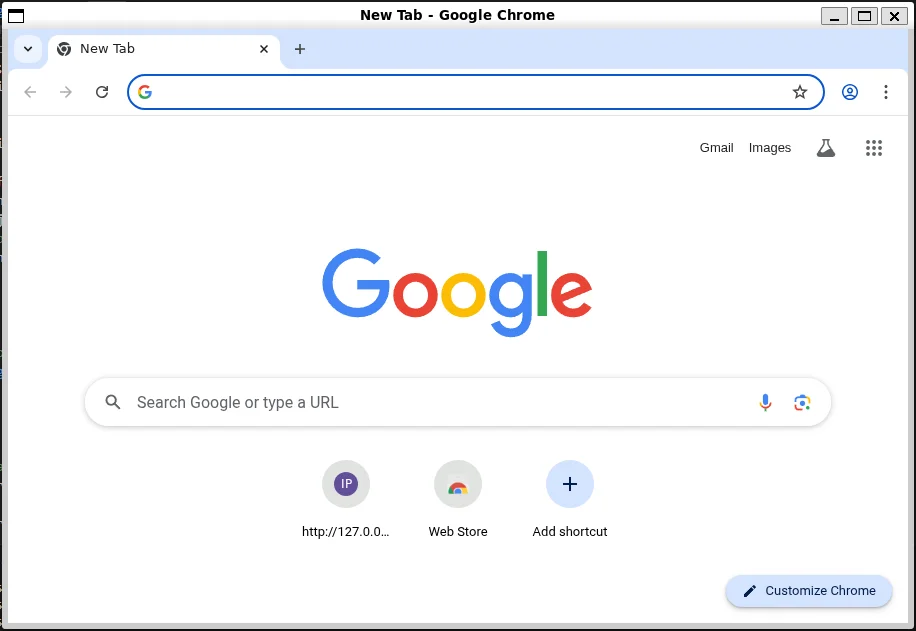 New Tab - Google Chrome
New Tab
Gmail Images
Google
Search Google or type a URL
IP
http://127.0.0...
Web Store
Add shortcut
Customize Chrome